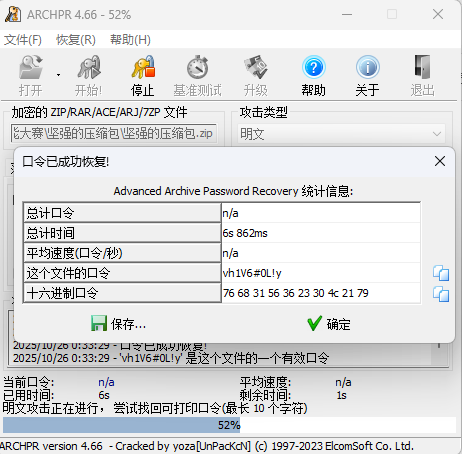 ARCHPR 4.66 - 52%
文件(F) 恢复(R) 帮助(H)
打开 开始! 停止 基准测试 升级 帮助 关于 退出
加密的 ZIP/RAR/ACE/ARJ/7ZP 文件
攻击类型
大赛\坚强的压缩包\坚强的压缩包.zip
明文
口令已成功恢复!
Advanced Archive Password Recovery 统计信息:
总计口令 n/a
总计时间 6s 862ms
平均速度(口令/秒) n/a
这个文件的口令 vh1V6#0L!y
十六进制口令 76 68 31 56 36 23 30 4c 21 79
保存... 确定
2025/10/26 0:33:29 - 口令已成功恢复!
2025/10/26 0:33:29 - 'vh1V6#0L!y' 是这个文件的一个有效口令
当前口令: n/a 平均速度: n/a
已用时间: 6s 剩余时间: 1s
明文攻击正在进行，尝试找回可打印口令(最长 10 个字符)
52%
ARCHPR version 4.66 - Cracked by yoza[UnPacKcN] (c) 1997-2023 ElcomSoft Co. Ltd.